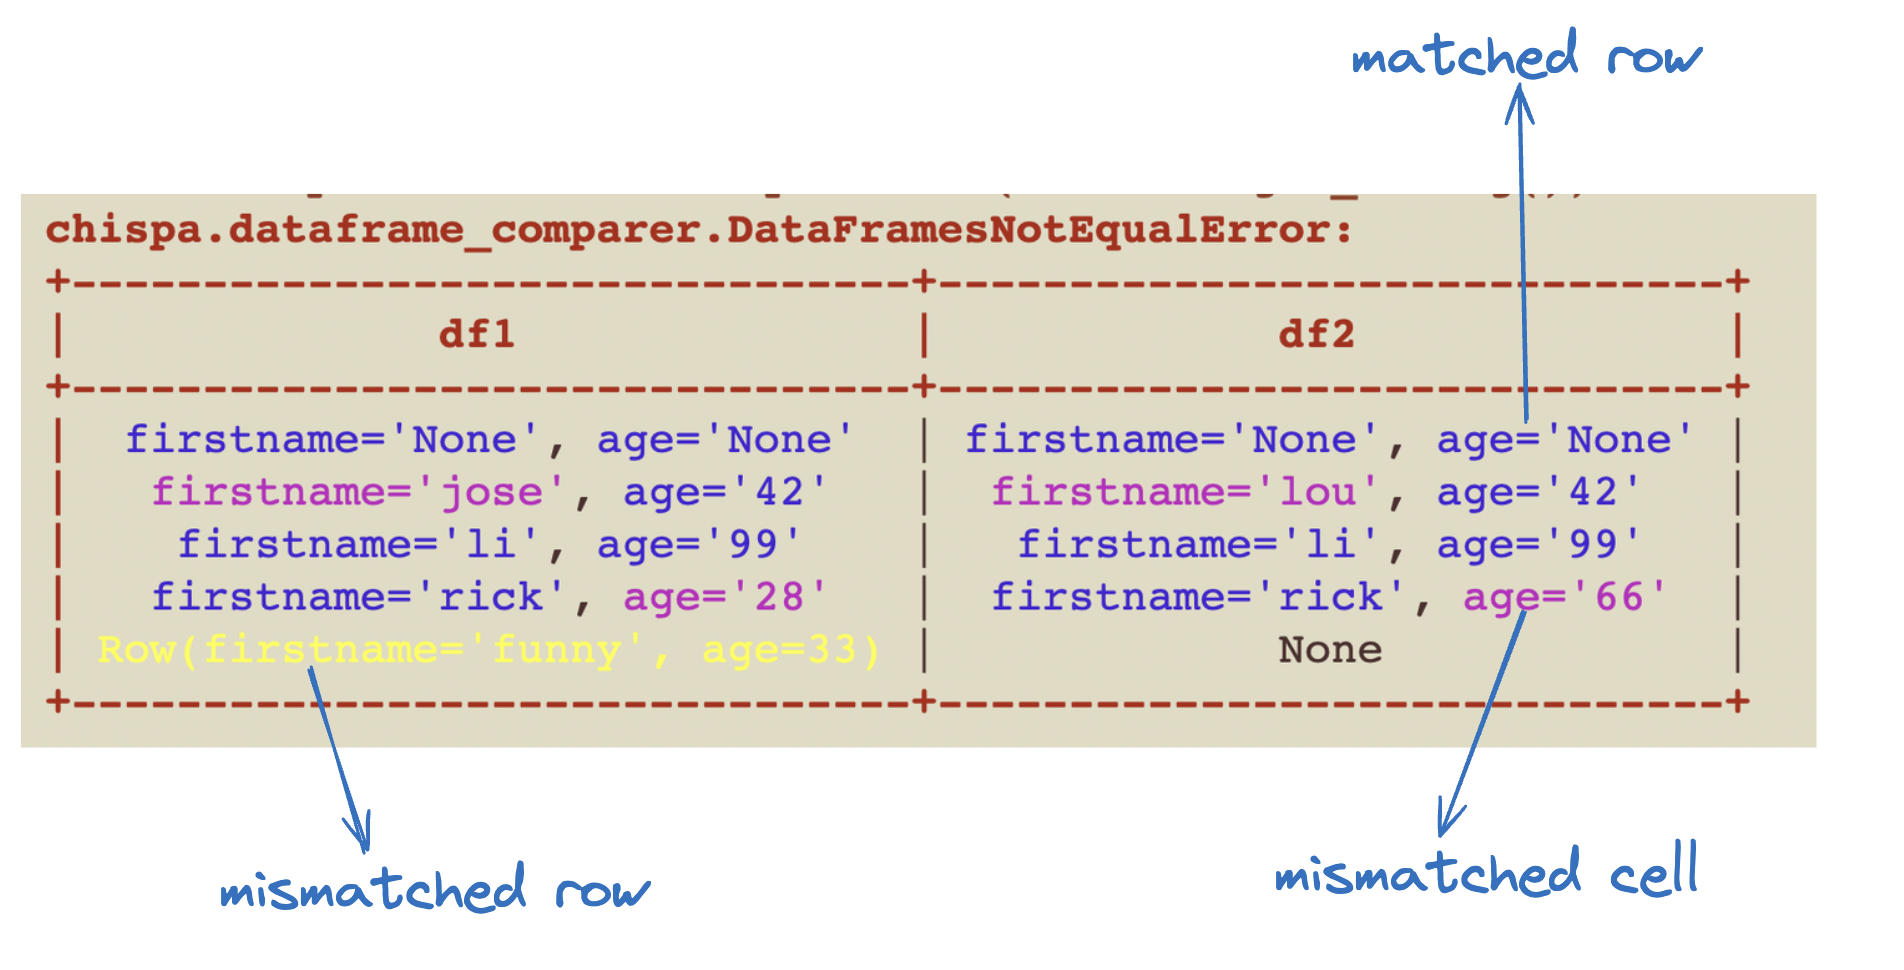 matched row
chispa.dataframe_comparer.DataFramesNotEqualError:
+--------------------------------+------------------------------+
| df1 | df2 |
+--------------------------------+------------------------------+
| firstname='None', age='None' | firstname='None', age='None' |
| firstname='jose', age='42' | firstname='lou', age='42' |
| firstname='li', age='99' | firstname='li', age='99' |
| firstname='rick', age='28' | firstname='rick', age='66' |
| Row(firstname='funny', age=33) | None |
+--------------------------------+------------------------------+
mismatched row
mismatched cell